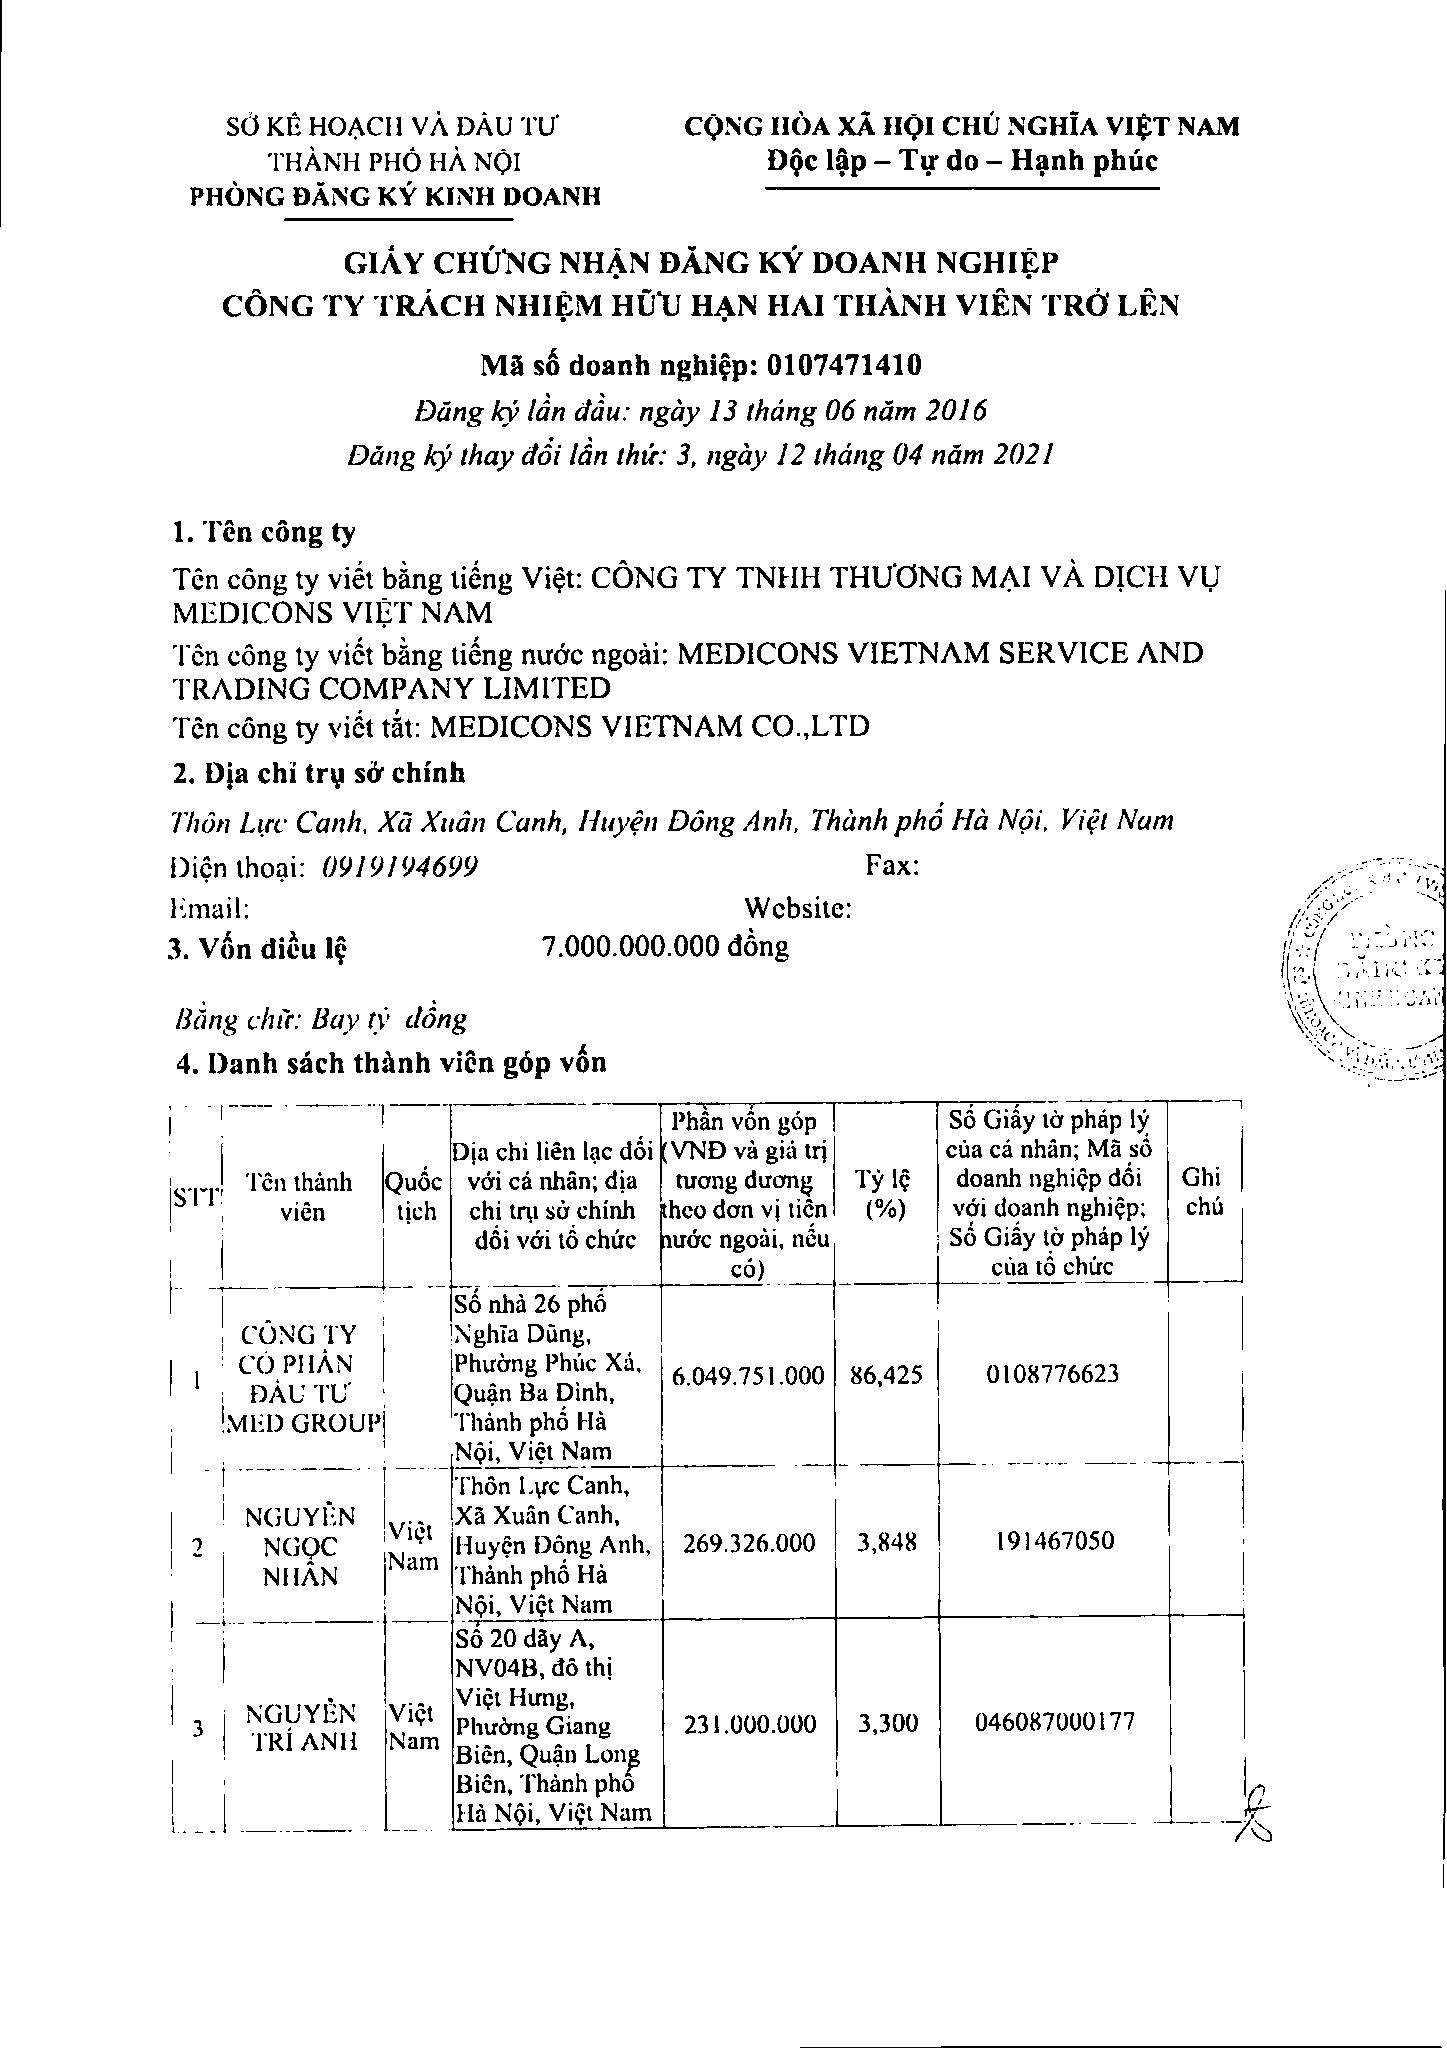 SỞ KẾ HOẠCH VÀ ĐẦU TƯ
THÀNH PHỐ HÀ NỘI
PHÒNG ĐĂNG KÝ KINH DOANH
CỘNG HÒA XÃ HỘI CHỦ NGHĨA VIỆT NAM
Độc lập – Tự do – Hạnh phúc
GIẤY CHỨNG NHẬN ĐĂNG KÝ DOANH NGHIỆP
CÔNG TY TRÁCH NHIỆM HỮU HẠN HAI THÀNH VIÊN TRỞ LÊN
Mã số doanh nghiệp: 0107471410
Đăng ký lần đầu: ngày 13 tháng 06 năm 2016
Đăng ký thay đổi lần thứ: 3, ngày 12 tháng 04 năm 2021
1. Tên công ty
Tên công ty viết bằng tiếng Việt: CÔNG TY TNHH THƯƠNG MẠI VÀ DỊCH VỤ
MEDICONS VIỆT NAM
Tên công ty viết bằng tiếng nước ngoài: MEDICONS VIETNAM SERVICE AND
TRADING COMPANY LIMITED
Tên công ty viết tắt: MEDICONS VIETNAM CO.,LTD
2. Địa chỉ trụ sở chính
Thôn Lực Canh, Xã Xuân Canh, Huyện Đông Anh, Thành phố Hà Nội, Việt Nam
Điện thoại: 0919194699 Fax:
Email: Website:
3. Vốn điều lệ 7.000.000.000 đồng
Bằng chữ: Bảy tỷ đồng
4. Danh sách thành viên góp vốn
STT
Tên thành
viên
Quốc
tịch
Địa chỉ liên lạc đối
với cá nhân; địa
chỉ trụ sở chính
đối với tổ chức
Phần vốn góp
(VNĐ và giá trị
tương đương
theo đơn vị tiền
nước ngoài, nếu
có)
Tỷ lệ
(%)
Số Giấy tờ pháp lý
của cá nhân; Mã số
doanh nghiệp đối
với doanh nghiệp;
Số Giấy tờ pháp lý
của tổ chức
Ghi
chú
1
CÔNG TY
CỔ PHẦN
ĐẦU TƯ
MED GROUP
Số nhà 26 phố
Nghĩa Dũng,
Phường Phúc Xá,
Quận Ba Đình,
Thành phố Hà
Nội, Việt Nam
6.049.751.000
86,425
0108776623
2
NGUYỄN
NGỌC
NHÂN
Việt
Nam
Thôn Lực Canh,
Xã Xuân Canh,
Huyện Đông Anh,
Thành phố Hà
Nội, Việt Nam
269.326.000
3,848
191467050
3
NGUYỄN
TRÍ ANH
Việt
Nam
Số 20 dãy A,
NV04B, đô thị
Việt Hưng,
Phường Giang
Biên, Quận Long
Biên, Thành phố
Hà Nội, Việt Nam
231.000.000
3,300
046087000177
PHÒNG
ĐĂNG KÝ